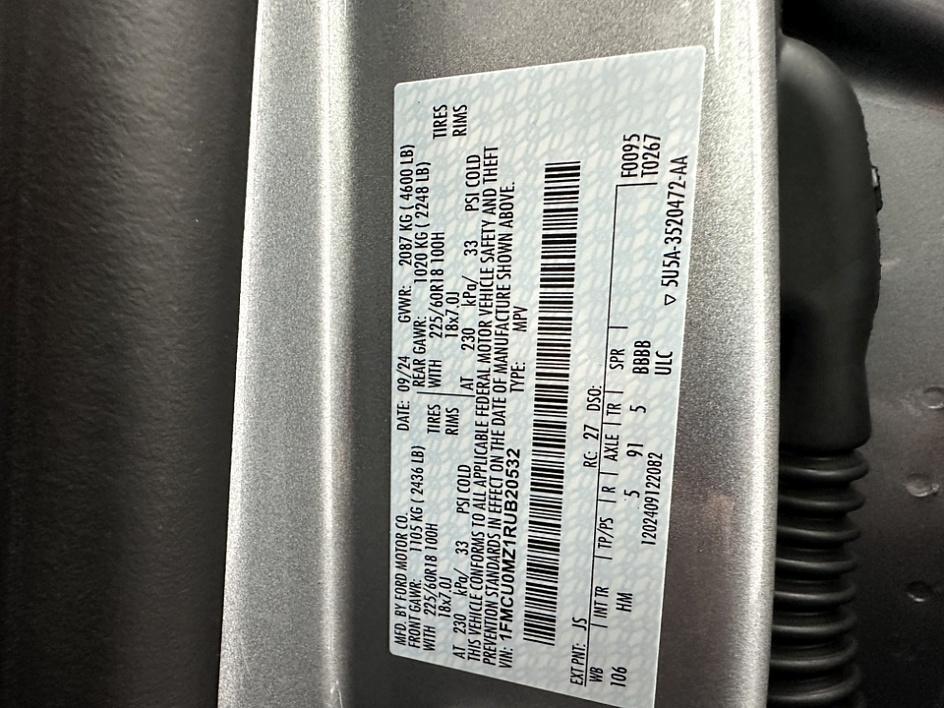 MFD. BY FORD MOTOR CO. DATE: 09/24 GVWR: 2087 KG ( 4600 LB)
FRONT GAWR: 1105 KG ( 2436 LB) REAR GAWR: 1020 KG ( 2248 LB)
WITH 225/60R18 100H TIRES WITH 225/60R18 100H TIRES
18x7.0J RIMS 18x7.0J RIMS
AT 230 kPa/ 33 PSI COLD AT 230 kPa/ 33 PSI COLD
THIS VEHICLE CONFORMS TO ALL APPLICABLE FEDERAL MOTOR VEHICLE SAFETY AND THEFT
PREVENTION STANDARDS IN EFFECT ON THE DATE OF MANUFACTURE SHOWN ABOVE.
VIN: 1FMCU0MZ1RUB20532 TYPE: MPV
EXT PNT: JS RC: 27 DSO: F0095
WB INT TR TP/PS R AXLE TR SPR T0267
106 HM 5 91 5 BBBB
1202409122082 ULC ▽ 5U5A-3520472-AA